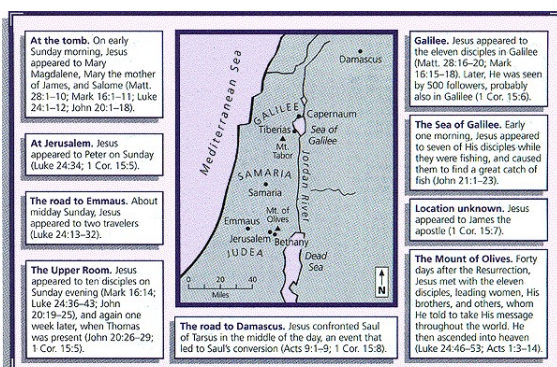 At the tomb. On early
Sunday morning, Jesus
appeared to Mary
Magdalene, Mary the mother
of James, and Salome (Matt.
28:1–10; Mark 16:1–11; Luke
24:1–12; John 20:1–18).
At Jerusalem. Jesus
appeared to Peter on Sunday
(Luke 24:34; 1 Cor. 15:5).
The road to Emmaus. About
midday Sunday, Jesus
appeared to two travelers
(Luke 24:13–32).
The Upper Room. Jesus
appeared to ten disciples on
Sunday evening (Mark 16:14;
Luke 24:36–43; John
20:19–25), and again one
week later, when Thomas
was present (John 20:26–29;
1 Cor. 15:5).
Mediterranean Sea
Damascus
GALILEE
Capernaum
Tiberias
Sea of
Galilee
Mt.
Tabor
Jordan River
SAMARIA
Samaria
Mt. of
Olives
Emmaus
Jerusalem
Bethany
JUDEA
Dead
Sea
0 20 40
Miles
N
The road to Damascus. Jesus confronted Saul
of Tarsus in the middle of the day, an event that
led to Saul's conversion (Acts 9:1–9; 1 Cor. 15:8).
Galilee. Jesus appeared to
the eleven disciples in Galilee
(Matt. 28:16–20; Mark
16:15–18). Later, He was seen
by 500 followers, probably
also in Galilee (1 Cor. 15:6).
The Sea of Galilee. Early
one morning, Jesus appeared
to seven of His disciples while
they were fishing, and caused
them to find a great catch of
fish (John 21:1–23).
Location unknown. Jesus
appeared to James the
apostle (1 Cor. 15:7).
The Mount of Olives. Forty
days after the Resurrection,
Jesus met with the eleven
disciples, leading women, His
brothers, and others, whom
He told to take His message
throughout the world. He
then ascended into heaven
(Luke 24:46–53; Acts 1:3–14).